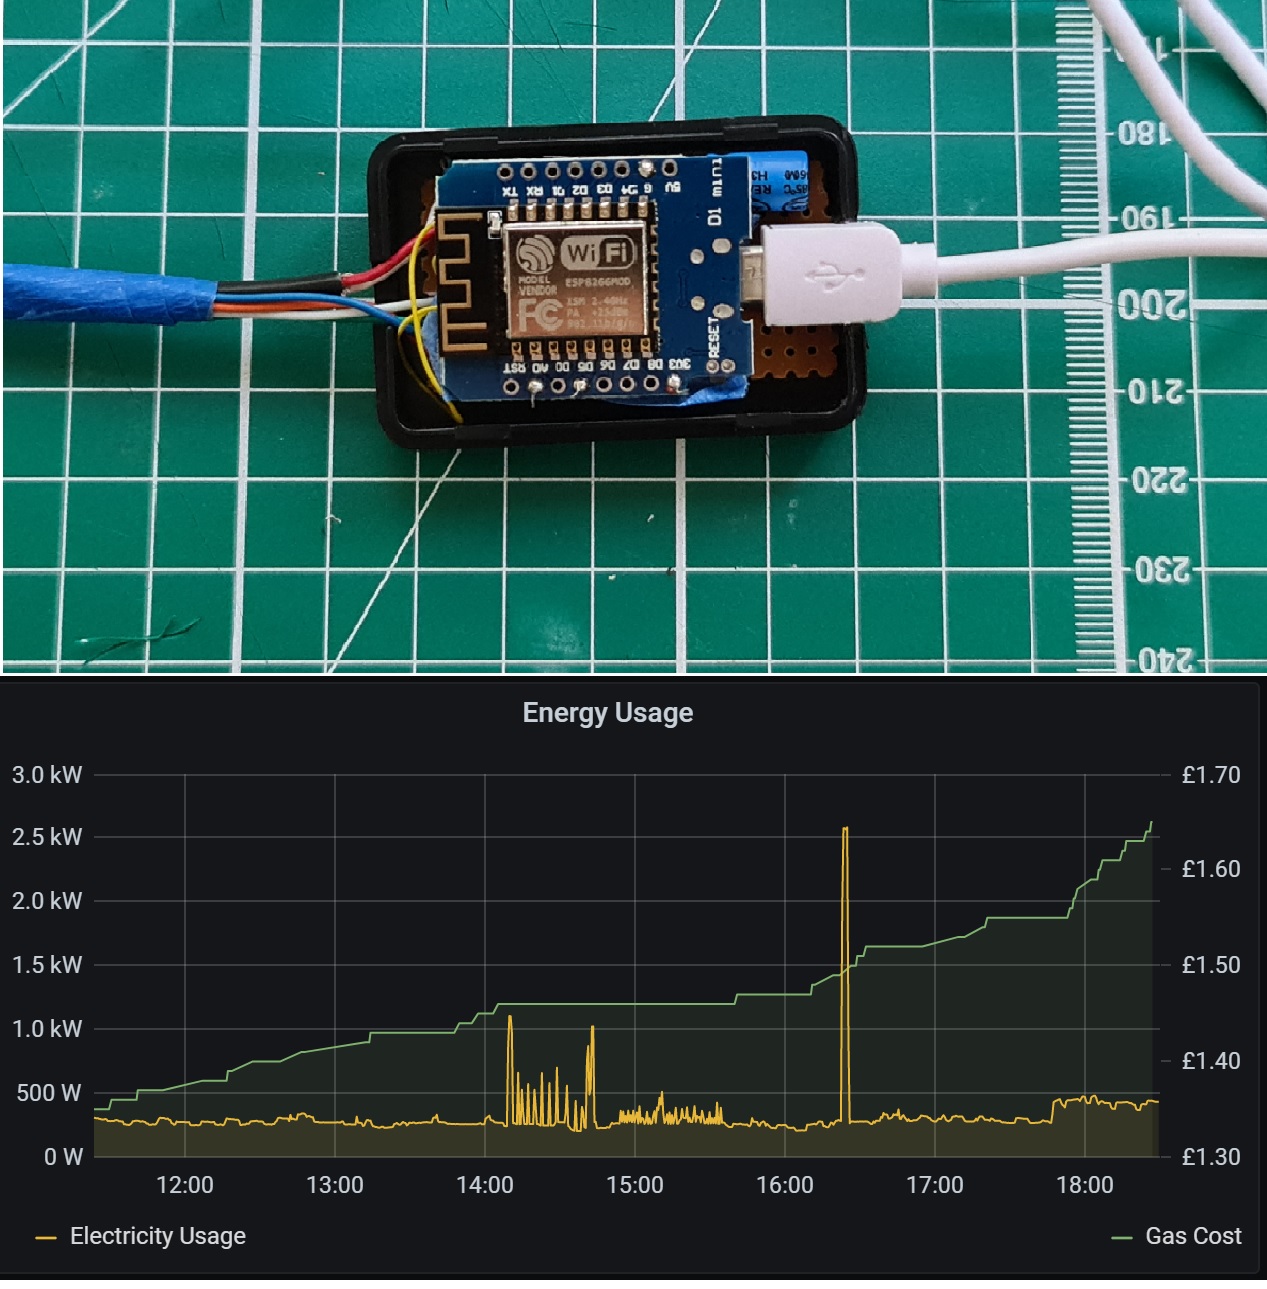 180
190
200
210
220
230
240
TX RX D1 D2 D3 D4 G 5V
D1 mini
WiFi
MODEL
VENDOR
ESP8266MOD
FC
ISM 2.4GHz
PA +25dBm
802.11b/g/n
RESET
RST A0 D0 D5 D6 D7 D8 3V3
Energy Usage
3.0 kW
2.5 kW
2.0 kW
1.5 kW
1.0 kW
500 W
0 W
£1.70
£1.60
£1.50
£1.40
£1.30
12:00 13:00 14:00 15:00 16:00 17:00 18:00
Electricity Usage
Gas Cost